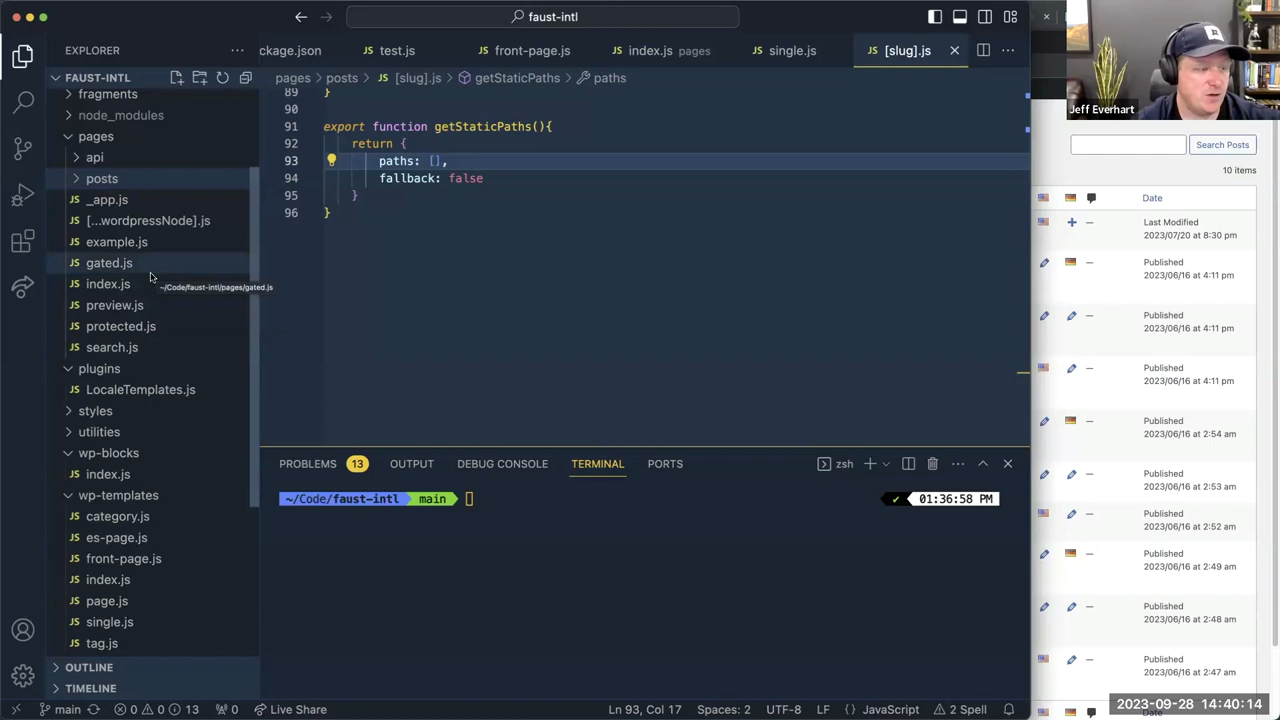 faust-intl
EXPLORER
ckage.json
test.js
front-page.js
index.js pages
single.js
[slug].js
FAUST-INTL
pages > posts > [slug].js > getStaticPaths > paths
fragments
node_modules
pages
api
posts
_app.js
[...wordpressNode].js
example.js
gated.js
index.js
~/Code/faust-intl/pages/gated.js
preview.js
protected.js
search.js
plugins
LocaleTemplates.js
styles
utilities
wp-blocks
index.js
wp-templates
category.js
es-page.js
front-page.js
index.js
page.js
single.js
tag.js
OUTLINE
TIMELINE
89 }
90
91 export function getStaticPaths(){
92 return {
93 paths: [],
94 fallback: false
95 }
96 }
PROBLEMS 13 OUTPUT DEBUG CONSOLE TERMINAL PORTS zsh
~/Code/faust-intl main
01:36:58 PM
main 0 0 13 0 Live Share
Ln 93, Col 17 Spaces: 2 UTF-8 LF {} JavaScript Spell
Jeff Everhart
Search Posts
10 items
Date
Last Modified
2023/07/20 at 8:30 pm
Published
2023/06/16 at 4:11 pm
Published
2023/06/16 at 4:11 pm
Published
2023/06/16 at 4:11 pm
Published
2023/06/16 at 2:54 am
Published
2023/06/16 at 2:53 am
Published
2023/06/16 at 2:52 am
Published
2023/06/16 at 2:49 am
Published
2023/06/16 at 2:48 am
Published
2023/06/16 at 2:47 am
2023-09-28 14:40:14